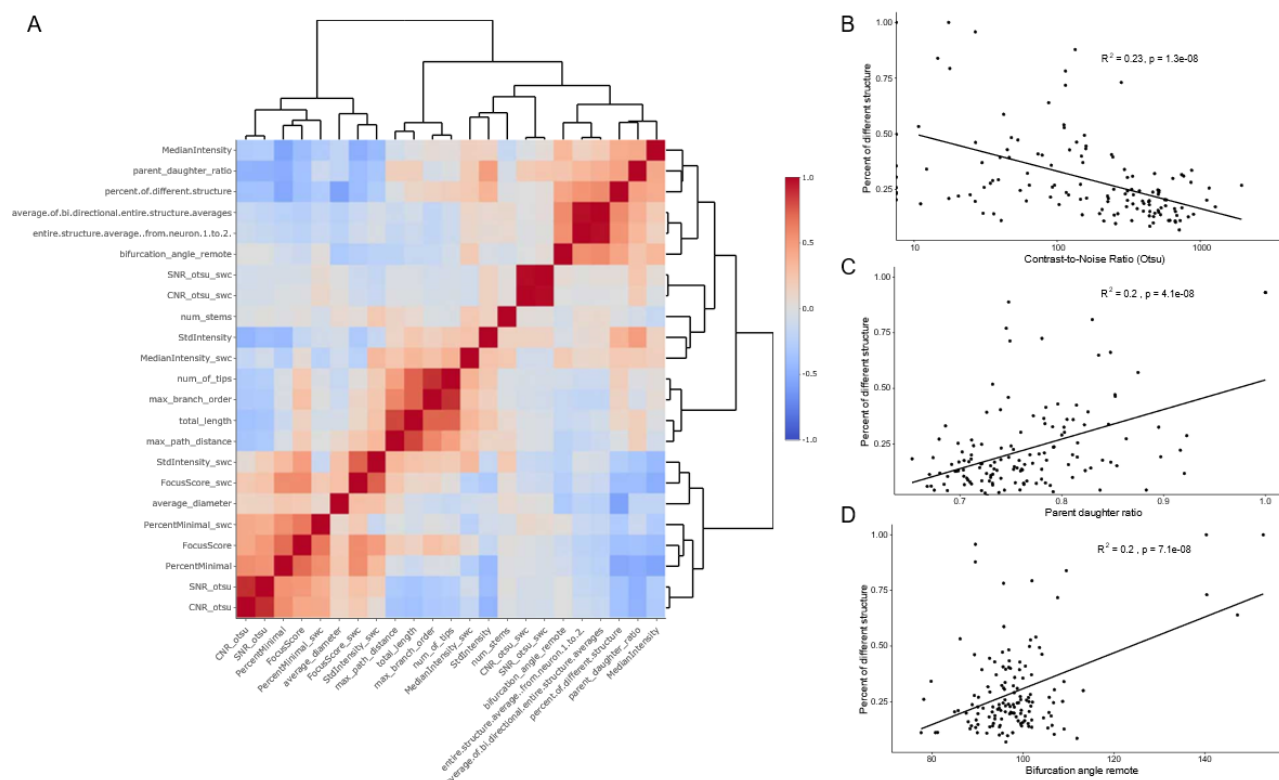 A
MedianIntensity
parent_daughter_ratio
percent.of.different.structure
average.of.bi.directional.entire.structure.averages
entire.structure.average..from.neuron.1.to.2.
bifurcation_angle_remote
SNR_otsu_swc
CNR_otsu_swc
num_stems
StdIntensity
MedianIntensity_swc
num_of_tips
max_branch_order
total_length
max_path_distance
StdIntensity_swc
FocusScore_swc
average_diameter
PercentMinimal_swc
FocusScore
PercentMinimal
SNR_otsu
CNR_otsu
CNR_otsu
SNR_otsu
PercentMinimal
FocusScore
PercentMinimal_swc
average_diameter
FocusScore_swc
StdIntensity_swc
max_path_distance
total_length
max_branch_order
num_of_tips
MedianIntensity_swc
StdIntensity
num_stems
CNR_otsu_swc
SNR_otsu_swc
bifurcation_angle_remote
entire.structure.average..from.neuron.1.to.2.
average.of.bi.directional.entire.structure.averages
percent.of.different.structure
parent_daughter_ratio
MedianIntensity
1.0
0.5
0
-0.5
-1.0
B
R² = 0.23, p = 1.3e-08
1.00
0.75
0.50
0.25
Percent of different structure
10 100 1000
Contrast-to-Noise Ratio (Otsu)
C
R² = 0.2 , p = 4.1e-08
1.00
0.75
0.50
0.25
Percent of different structure
0.7 0.8 0.9 1.0
Parent daughter ratio
D
R² = 0.2 , p = 7.1e-08
1.00
0.75
0.50
0.25
Percent of different structure
80 100 120 140
Bifurcation angle remote